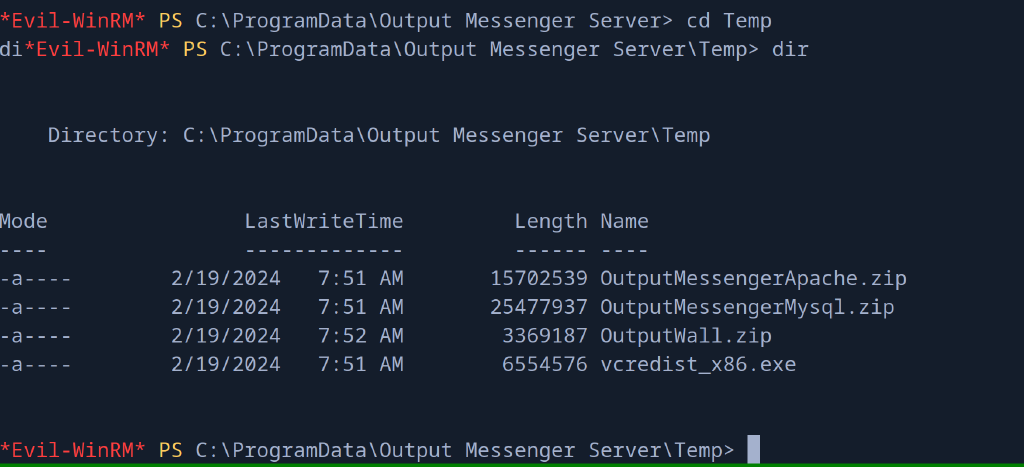 *Evil-WinRM* PS C:\ProgramData\Output Messenger Server> cd Temp
di*Evil-WinRM* PS C:\ProgramData\Output Messenger Server\Temp> dir
Directory: C:\ProgramData\Output Messenger Server\Temp
Mode                LastWriteTime         Length Name
----                -------------         ------ ----
-a----        2/19/2024   7:51 AM       15702539 OutputMessengerApache.zip
-a----        2/19/2024   7:51 AM       25477937 OutputMessengerMysql.zip
-a----        2/19/2024   7:52 AM        3369187 OutputWall.zip
-a----        2/19/2024   7:51 AM        6554576 vcredist_x86.exe
*Evil-WinRM* PS C:\ProgramData\Output Messenger Server\Temp>